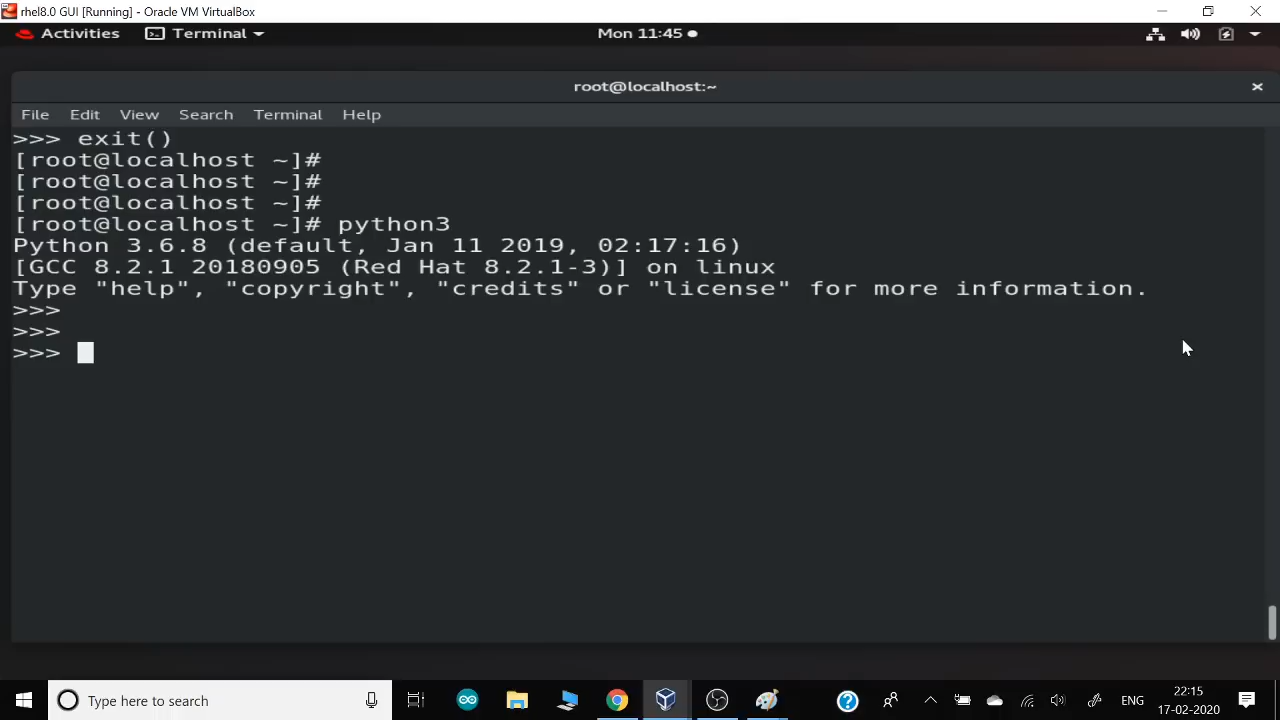 rhel8.0 GUI [Running] - Oracle VM VirtualBox
Activities Terminal Mon 11:45
root@localhost:~
File Edit View Search Terminal Help
>>> exit()
[root@localhost ~]#
[root@localhost ~]#
[root@localhost ~]#
[root@localhost ~]# python3
Python 3.6.8 (default, Jan 11 2019, 02:17:16)
[GCC 8.2.1 20180905 (Red Hat 8.2.1-3)] on linux
Type "help", "copyright", "credits" or "license" for more information.
>>>
>>>
>>>
Type here to search
ENG
22:15
17-02-2020